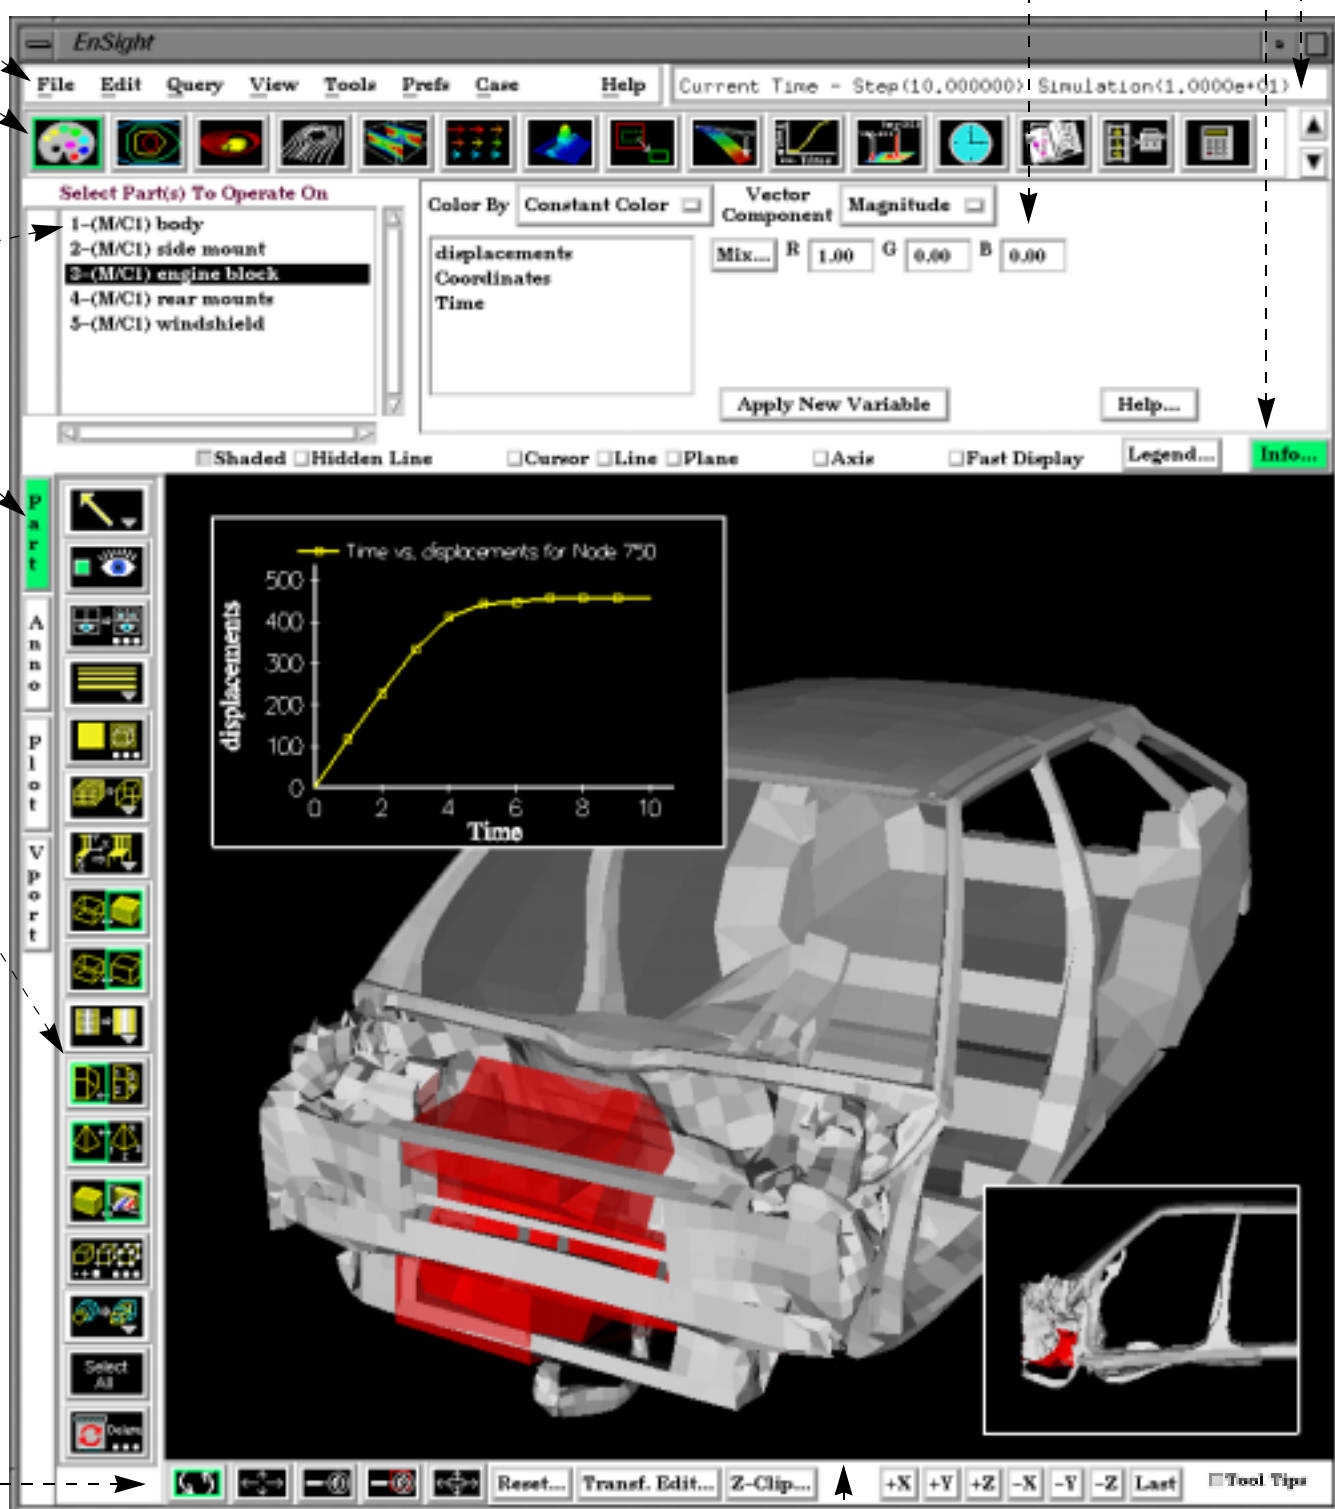 EnSight
File Edit Query View Tools Prefs Case Help
Current Time - Step(10.000000) Simulation(1.0000e+01)
Select Part(s) To Operate On
1-(M/C1) body
2-(M/C1) side mount
3-(M/C1) engine block
4-(M/C1) rear mounts
5-(M/C1) windshield
Color By Constant Color
Vector Component Magnitude
displacements
Coordinates
Time
Mix... R 1.00 G 0.00 B 0.00
Apply New Variable
Help...
Shaded Hidden Line Cursor Line Plane Axis Fast Display Legend... Info...
Part
Anno
Plot
Vport
Time vs. displacements for Node 750
displacements
500
400
300
200
100
0
0 2 4 6 8 10
Time
Select All
Delete
Reset... Transf. Edit... Z-Clip... +X +Y +Z -X -Y -Z Last Tool Tips